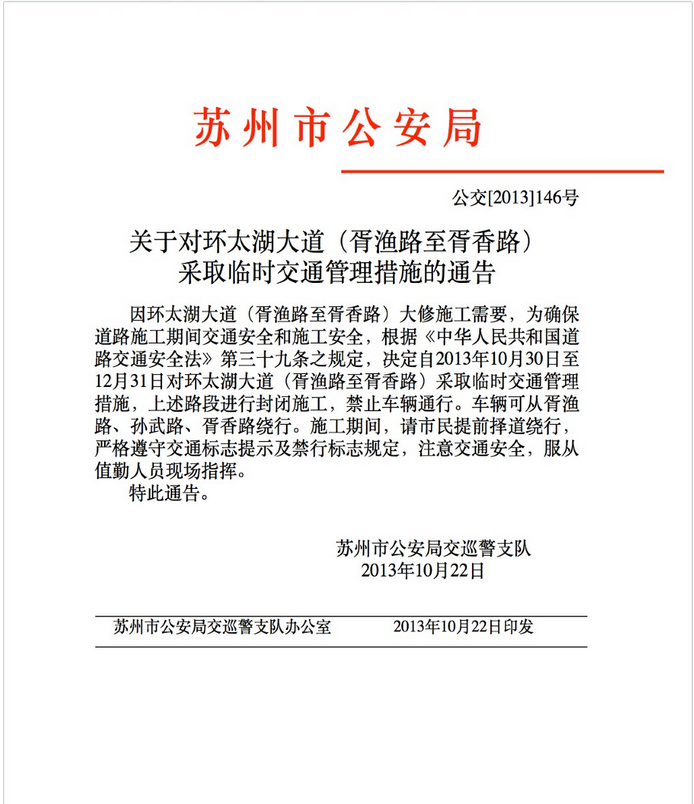 苏州市公安局
公交[2013]146号
关于对环太湖大道（胥渔路至胥香路）
采取临时交通管理措施的通告
因环太湖大道（胥渔路至胥香路）大修施工需要，为确保
道路施工期间交通安全和施工安全，根据《中华人民共和国道
路交通安全法》第三十九条之规定，决定自2013年10月30日至
12月31日对环太湖大道（胥渔路至胥香路）采取临时交通管理
措施，上述路段进行封闭施工，禁止车辆通行。车辆可从胥渔
路、孙武路、胥香路绕行。施工期间，请市民提前择道绕行，
严格遵守交通标志提示及禁行标志规定，注意交通安全，服从
值勤人员现场指挥。
特此通告。
苏州市公安局交巡警支队
2013年10月22日
苏州市公安局交巡警支队办公室 2013年10月22日印发